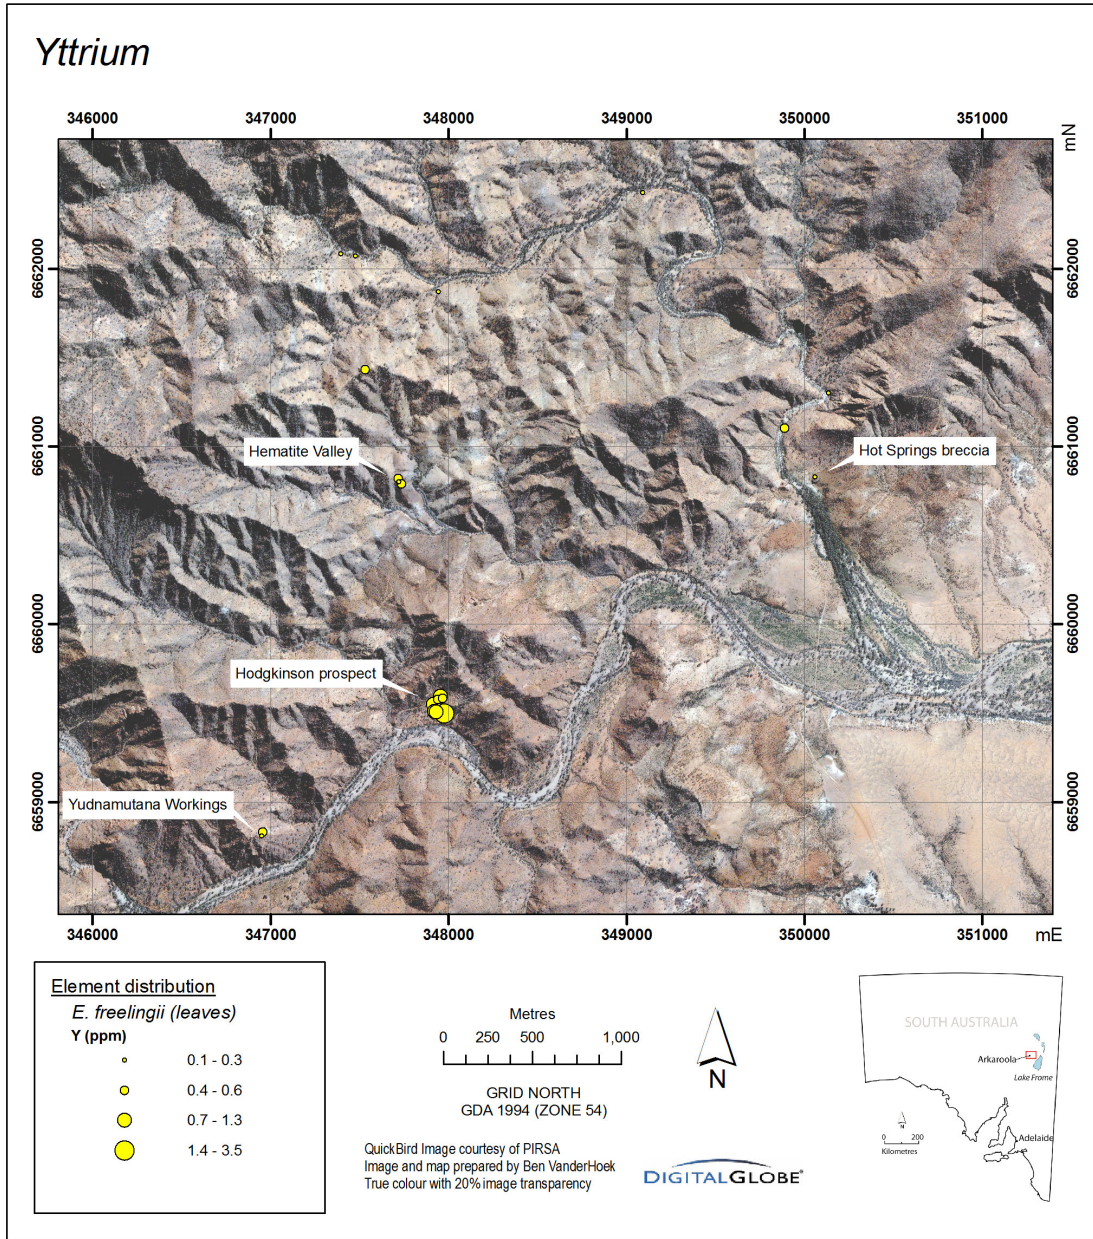 Yttrium
346000 347000 348000 349000 350000 351000
mN
6662000 6662000
6661000 6661000
Hematite Valley
Hot Springs breccia
6660000 6660000
Hodgkinson prospect
6659000 6659000
Yudnamutana Workings
346000 347000 348000 349000 350000 351000 mE
Element distribution
E. freelingii (leaves)
Y (ppm)
0.1 - 0.3
0.4 - 0.6
0.7 - 1.3
1.4 - 3.5
Metres
0 250 500 1,000
GRID NORTH
GDA 1994 (ZONE 54)
N
QuickBird Image courtesy of PIRSA
Image and map prepared by Ben VanderHoek
True colour with 20% image transparency
DIGITALGLOBE®
SOUTH AUSTRALIA
Arkaroola
Lake Frome
N
0 200
Kilometres
Adelaide